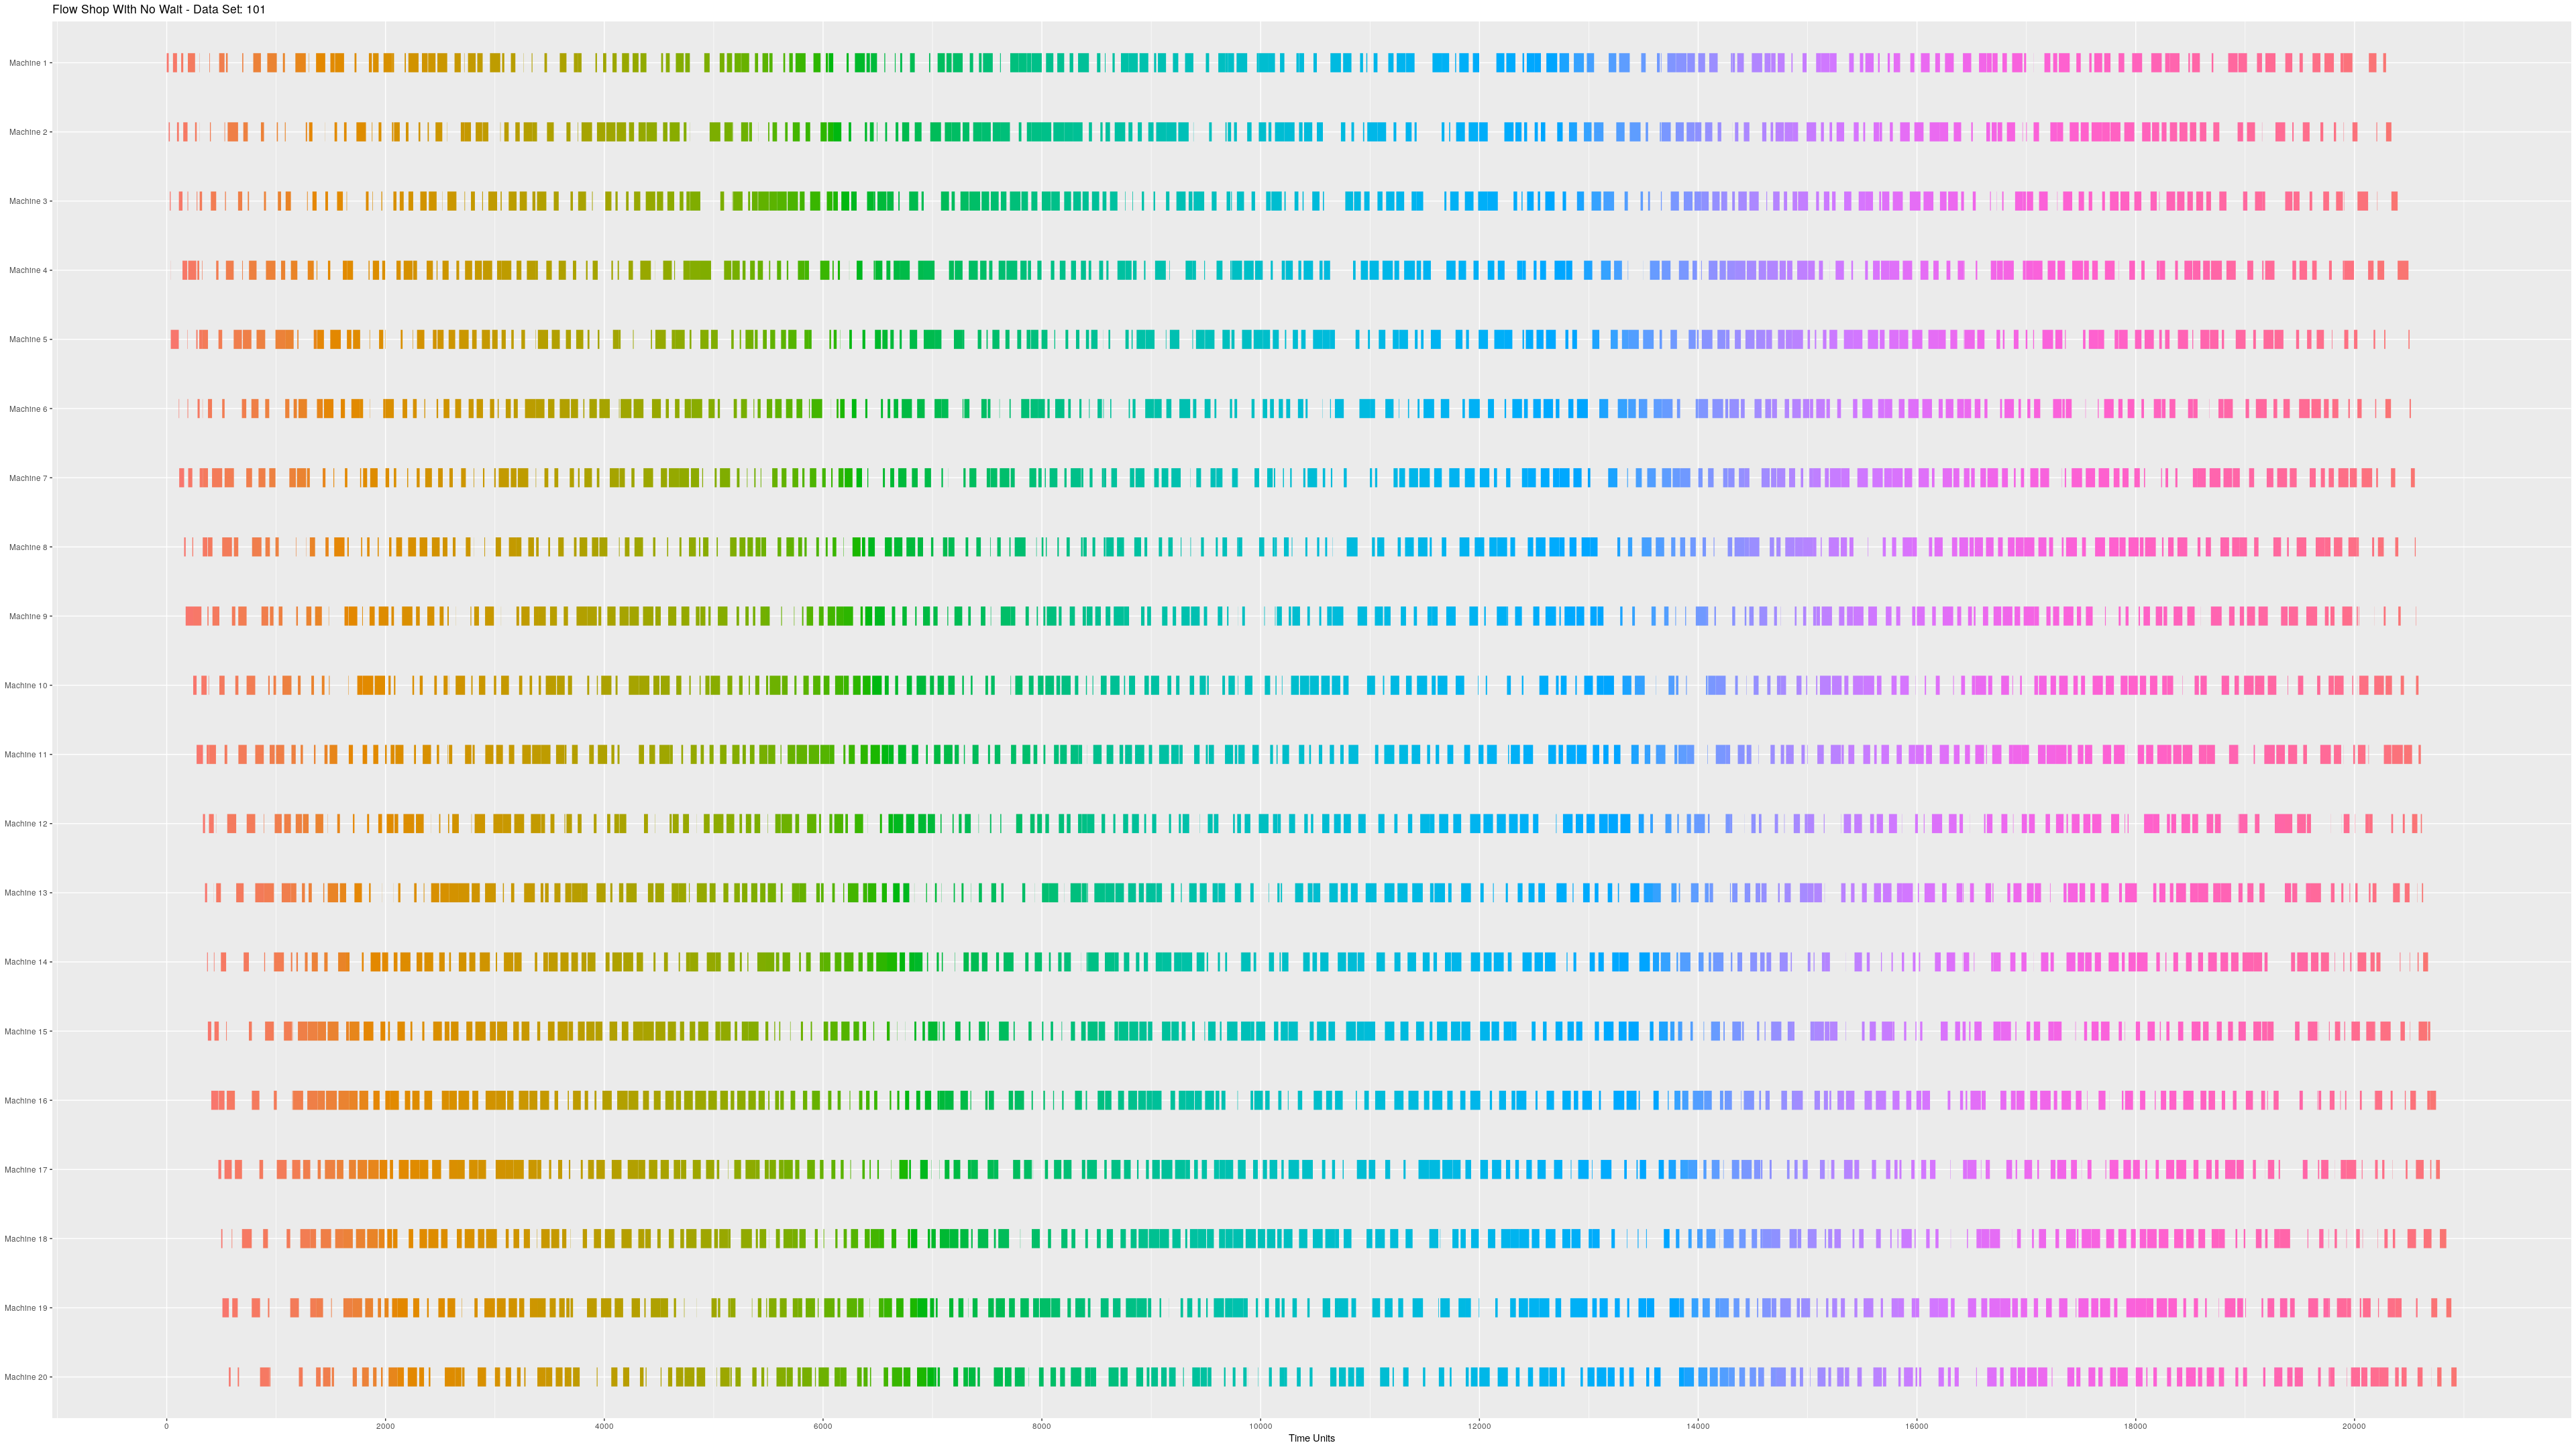 Flow Shop With No Wait - Data Set: 101
Machine 1
Machine 2
Machine 3
Machine 4
Machine 5
Machine 6
Machine 7
Machine 8
Machine 9
Machine 10
Machine 11
Machine 12
Machine 13
Machine 14
Machine 15
Machine 16
Machine 17
Machine 18
Machine 19
Machine 20
0 2000 4000 6000 8000 10000 12000 14000 16000 18000 20000
Time Units